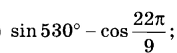 ) sin 530° – cos 22π/9 ;